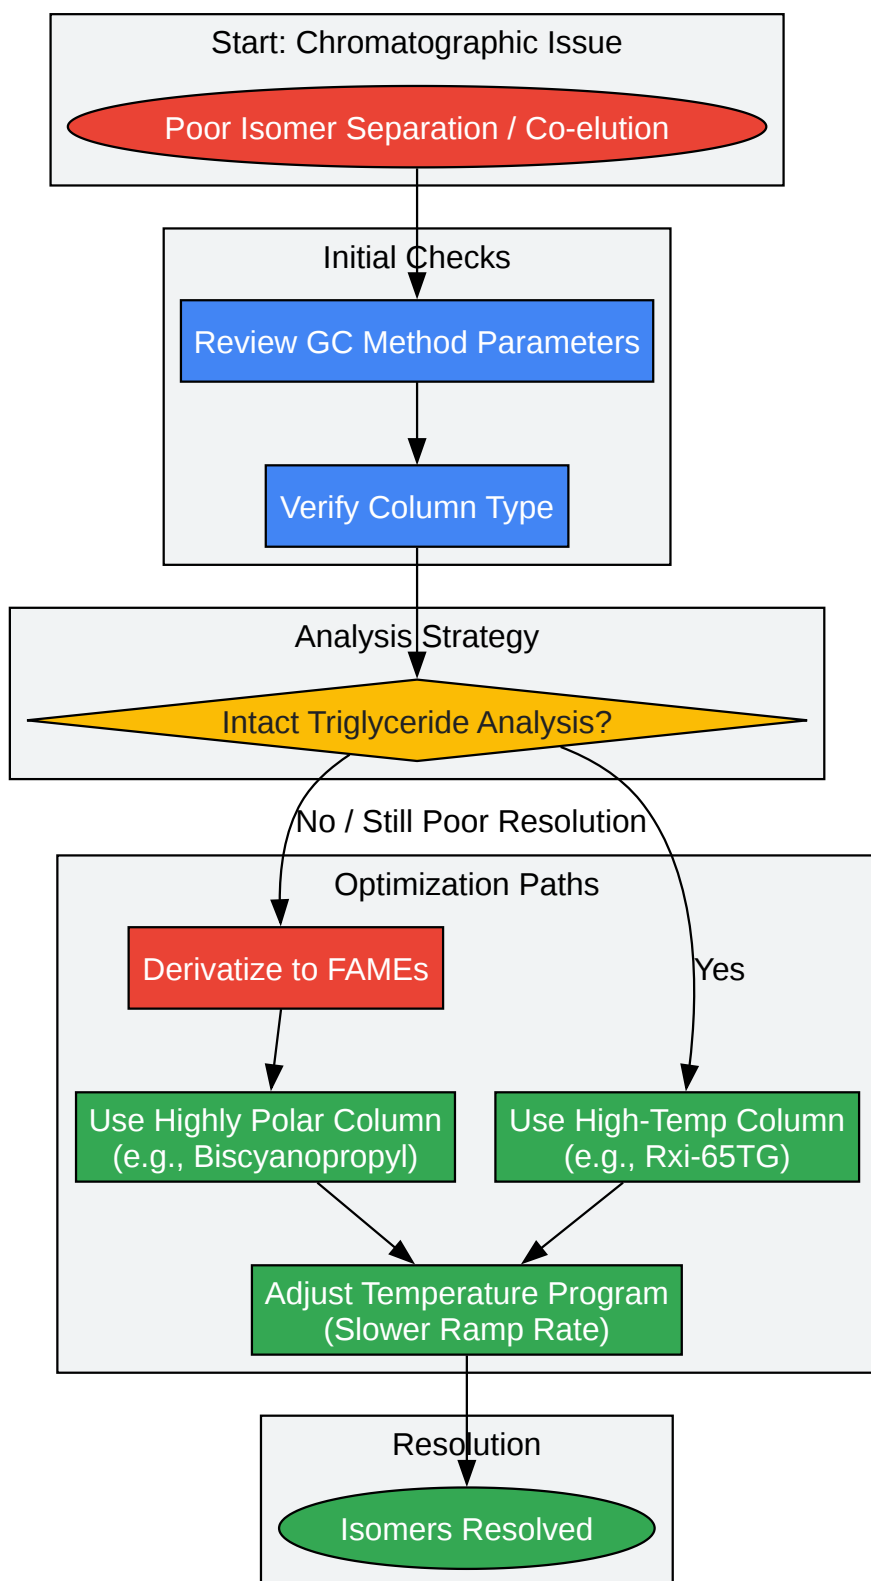 Start: Chromatographic Issue
Poor Isomer Separation / Co-elution
Initial Checks
Review GC Method Parameters
Verify Column Type
Analysis Strategy
Intact Triglyceride Analysis?
No / Still Poor Resolution
Optimization Paths
Derivatize to FAMEs
Yes
Use Highly Polar Column
(e.g., Biscyanopropyl)
Use High-Temp Column
(e.g., Rxi-65TG)
Adjust Temperature Program
(Slower Ramp Rate)
Resolution
Isomers Resolved